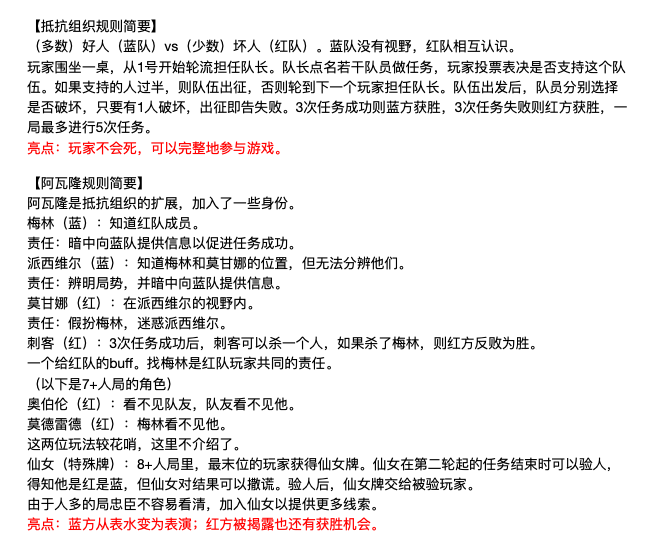 【抵抗组织规则简要】
（多数）好人（蓝队）vs（少数）坏人（红队）。蓝队没有视野，红队相互认识。
玩家围坐一桌，从1号开始轮流担任队长。队长点名若干队员做任务，玩家投票表决是否支持这个队
伍。如果支持的人过半，则队伍出征，否则轮到下一个玩家担任队长。队伍出发后，队员分别选择
是否破坏，只要有1人破坏，出征即告失败。3次任务成功则蓝方获胜，3次任务失败则红方获胜，一
局最多进行5次任务。
亮点：玩家不会死，可以完整地参与游戏。
【阿瓦隆规则简要】
阿瓦隆是抵抗组织的扩展，加入了一些身份。
梅林（蓝）：知道红队成员。
责任：暗中向蓝队提供信息以促进任务成功。
派西维尔（蓝）：知道梅林和莫甘娜的位置，但无法分辨他们。
责任：辨明局势，并暗中向蓝队提供信息。
莫甘娜（红）：在派西维尔的视野内。
责任：假扮梅林，迷惑派西维尔。
刺客（红）：3次任务成功后，刺客可以杀一个人，如果杀了梅林，则红方反败为胜。
一个给红队的buff。找梅林是红队玩家共同的责任。
（以下是7+人局的角色）
奥伯伦（红）：看不见队友，队友看不见他。
莫德雷德（红）：梅林看不见他。
这两位玩法较花哨，这里不介绍了。
仙女（特殊牌）：8+人局里，最末位的玩家获得仙女牌。仙女在第二轮起的任务结束时可以验人，
得知他是红是蓝，但仙女对结果可以撒谎。验人后，仙女牌交给被验玩家。
由于人多的局忠臣不容易看清，加入仙女以提供更多线索。
亮点：蓝方从表水变为表演；红方被揭露也还有获胜机会。